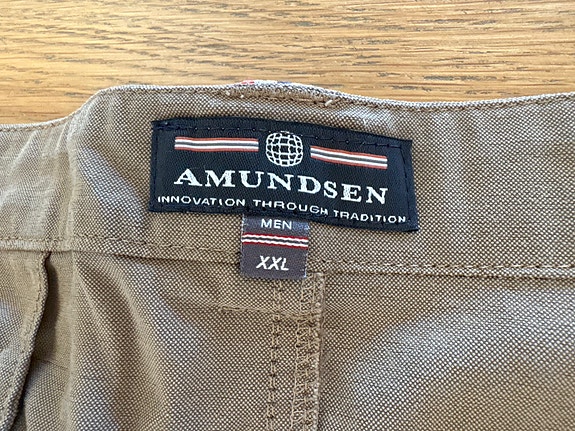 AMUNDSEN
INNOVATION THROUGH TRADITION
MEN
XXL